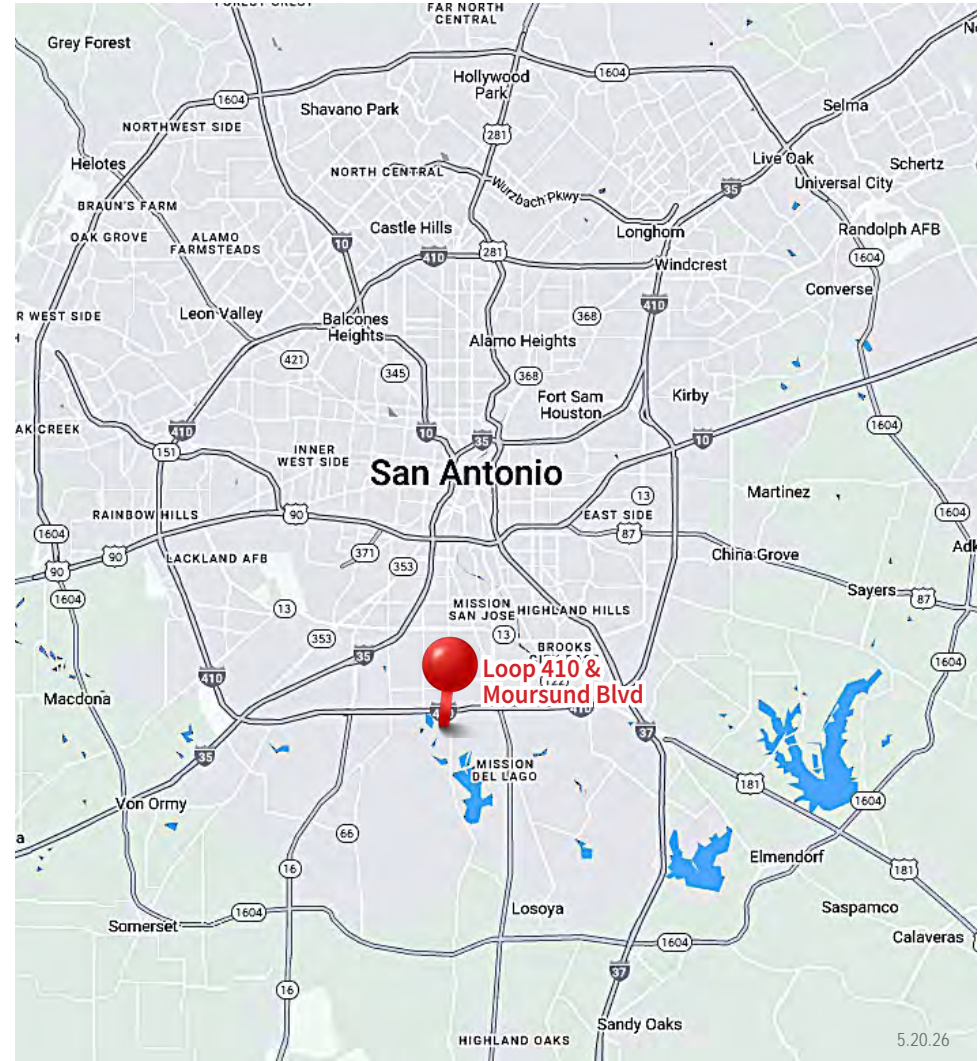 FAR NORTH
CENTRAL
Grey Forest
Hollywood
Park
1604
1604
Shavano Park
Selma
NORTHWEST SIDE
281
Helotes
Live Oak
Schertz
NORTH CENTRAL
35
Universal City
Wurzbach Pkwy
BRAUN'S FARM
Castle Hills
Longhorn
Randolph AFB
OAK GROVE
ALAMO
FARMSTEADS
10
410
281
1604
Windcrest
Converse
410
R WEST SIDE
Leon Valley
Balcones
Heights
368
Alamo Heights
421
345
368
Fort Sam
Houston
Kirby
AK CREEK
410
10
35
10
1604
151
INNER
WEST SIDE
San Antonio
13
Martinez
RAINBOW HILLS
90
EAST SIDE
1604
1604
87
90
371
China Grove
Adk
LACKLAND AFB
353
90
1604
Sayers
87
13
MISSION
SAN JOSE
HIGHLAND HILLS
353
13
BROOKS
35
1604
Loop 410 &
Moursund Blvd
410
Macdona
37
35
MISSION
DEL LAGO
181
Von Ormy
1604
66
a
16
Elmendorf
181
1604
Losoya
Saspamco
Somerset
1604
Calaveras
37
16
Sandy Oaks
HIGHLAND OAKS
5.20.26